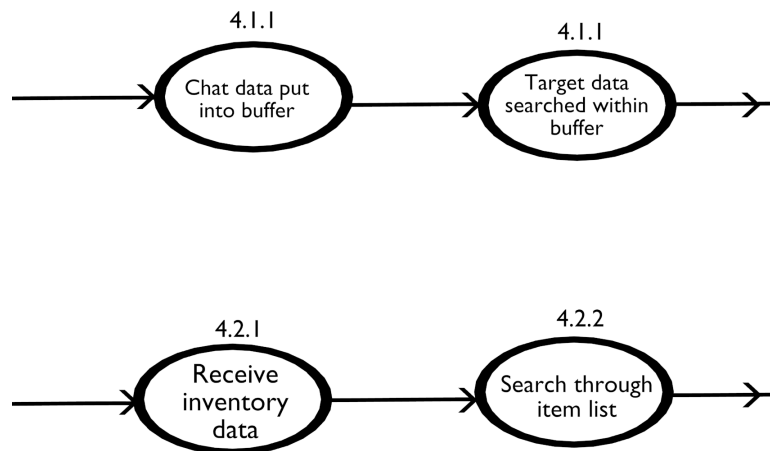 4.1.1
Chat data put
into buffer
4.1.1
Target data
searched within
buffer
4.2.1
Receive
inventory
data
4.2.2
Search through
item list